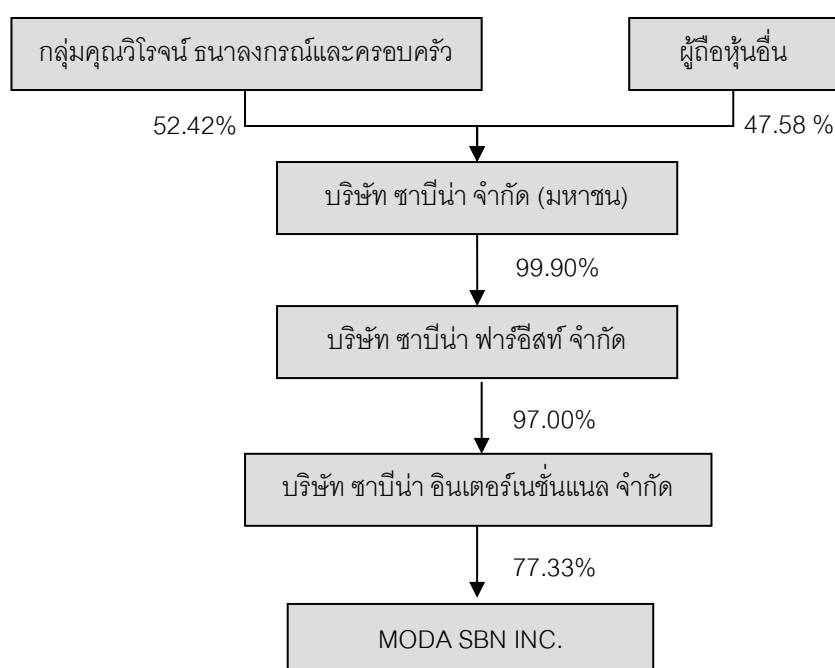 กลุ่มคุณวิโรจน์ ธนาลงกรณ์และครอบครัว
ผู้ถือหุ้นอื่น
52.42%
47.58 %
บริษัท ซาบีน่า จำกัด (มหาชน)
99.90%
บริษัท ซาบีน่า ฟาร์อีสท์ จำกัด
97.00%
บริษัท ซาบีน่า อินเตอร์เนชั่นแนล จำกัด
77.33%
MODA SBN INC.